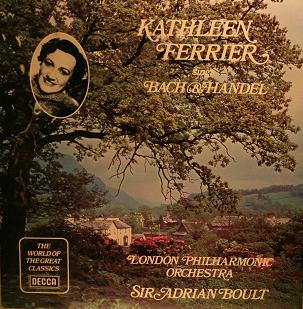 KATHLEEN
FERRIER
sings
BACH & HANDEL
LONDON PHILHARMONIC
ORCHESTRA
SIR ADRIAN BOULT
THE
WORLD OF
THE GREAT
CLASSICS
DECCA